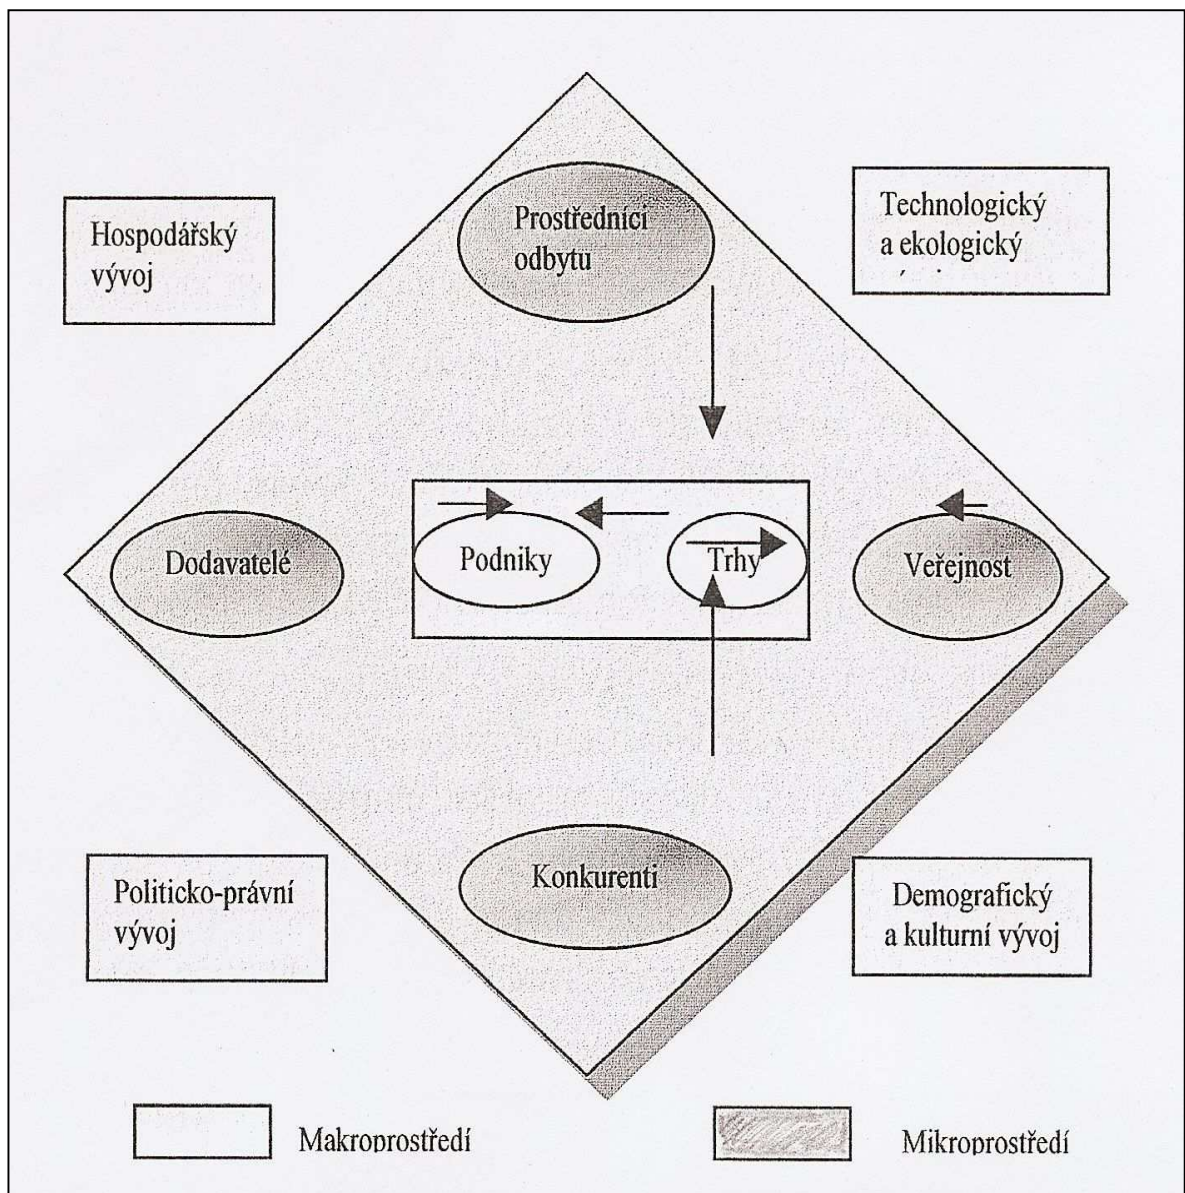 Prostředníci
odbytu
Hospodářský
vývoj
Technologický
a ekologický
Dodavatelé
Podniky
Trhy
Veřejnost
Politicko-právní
vývoj
Konkurenti
Demografický
a kulturní vývoj
Makroprostředí
Mikroprostředí